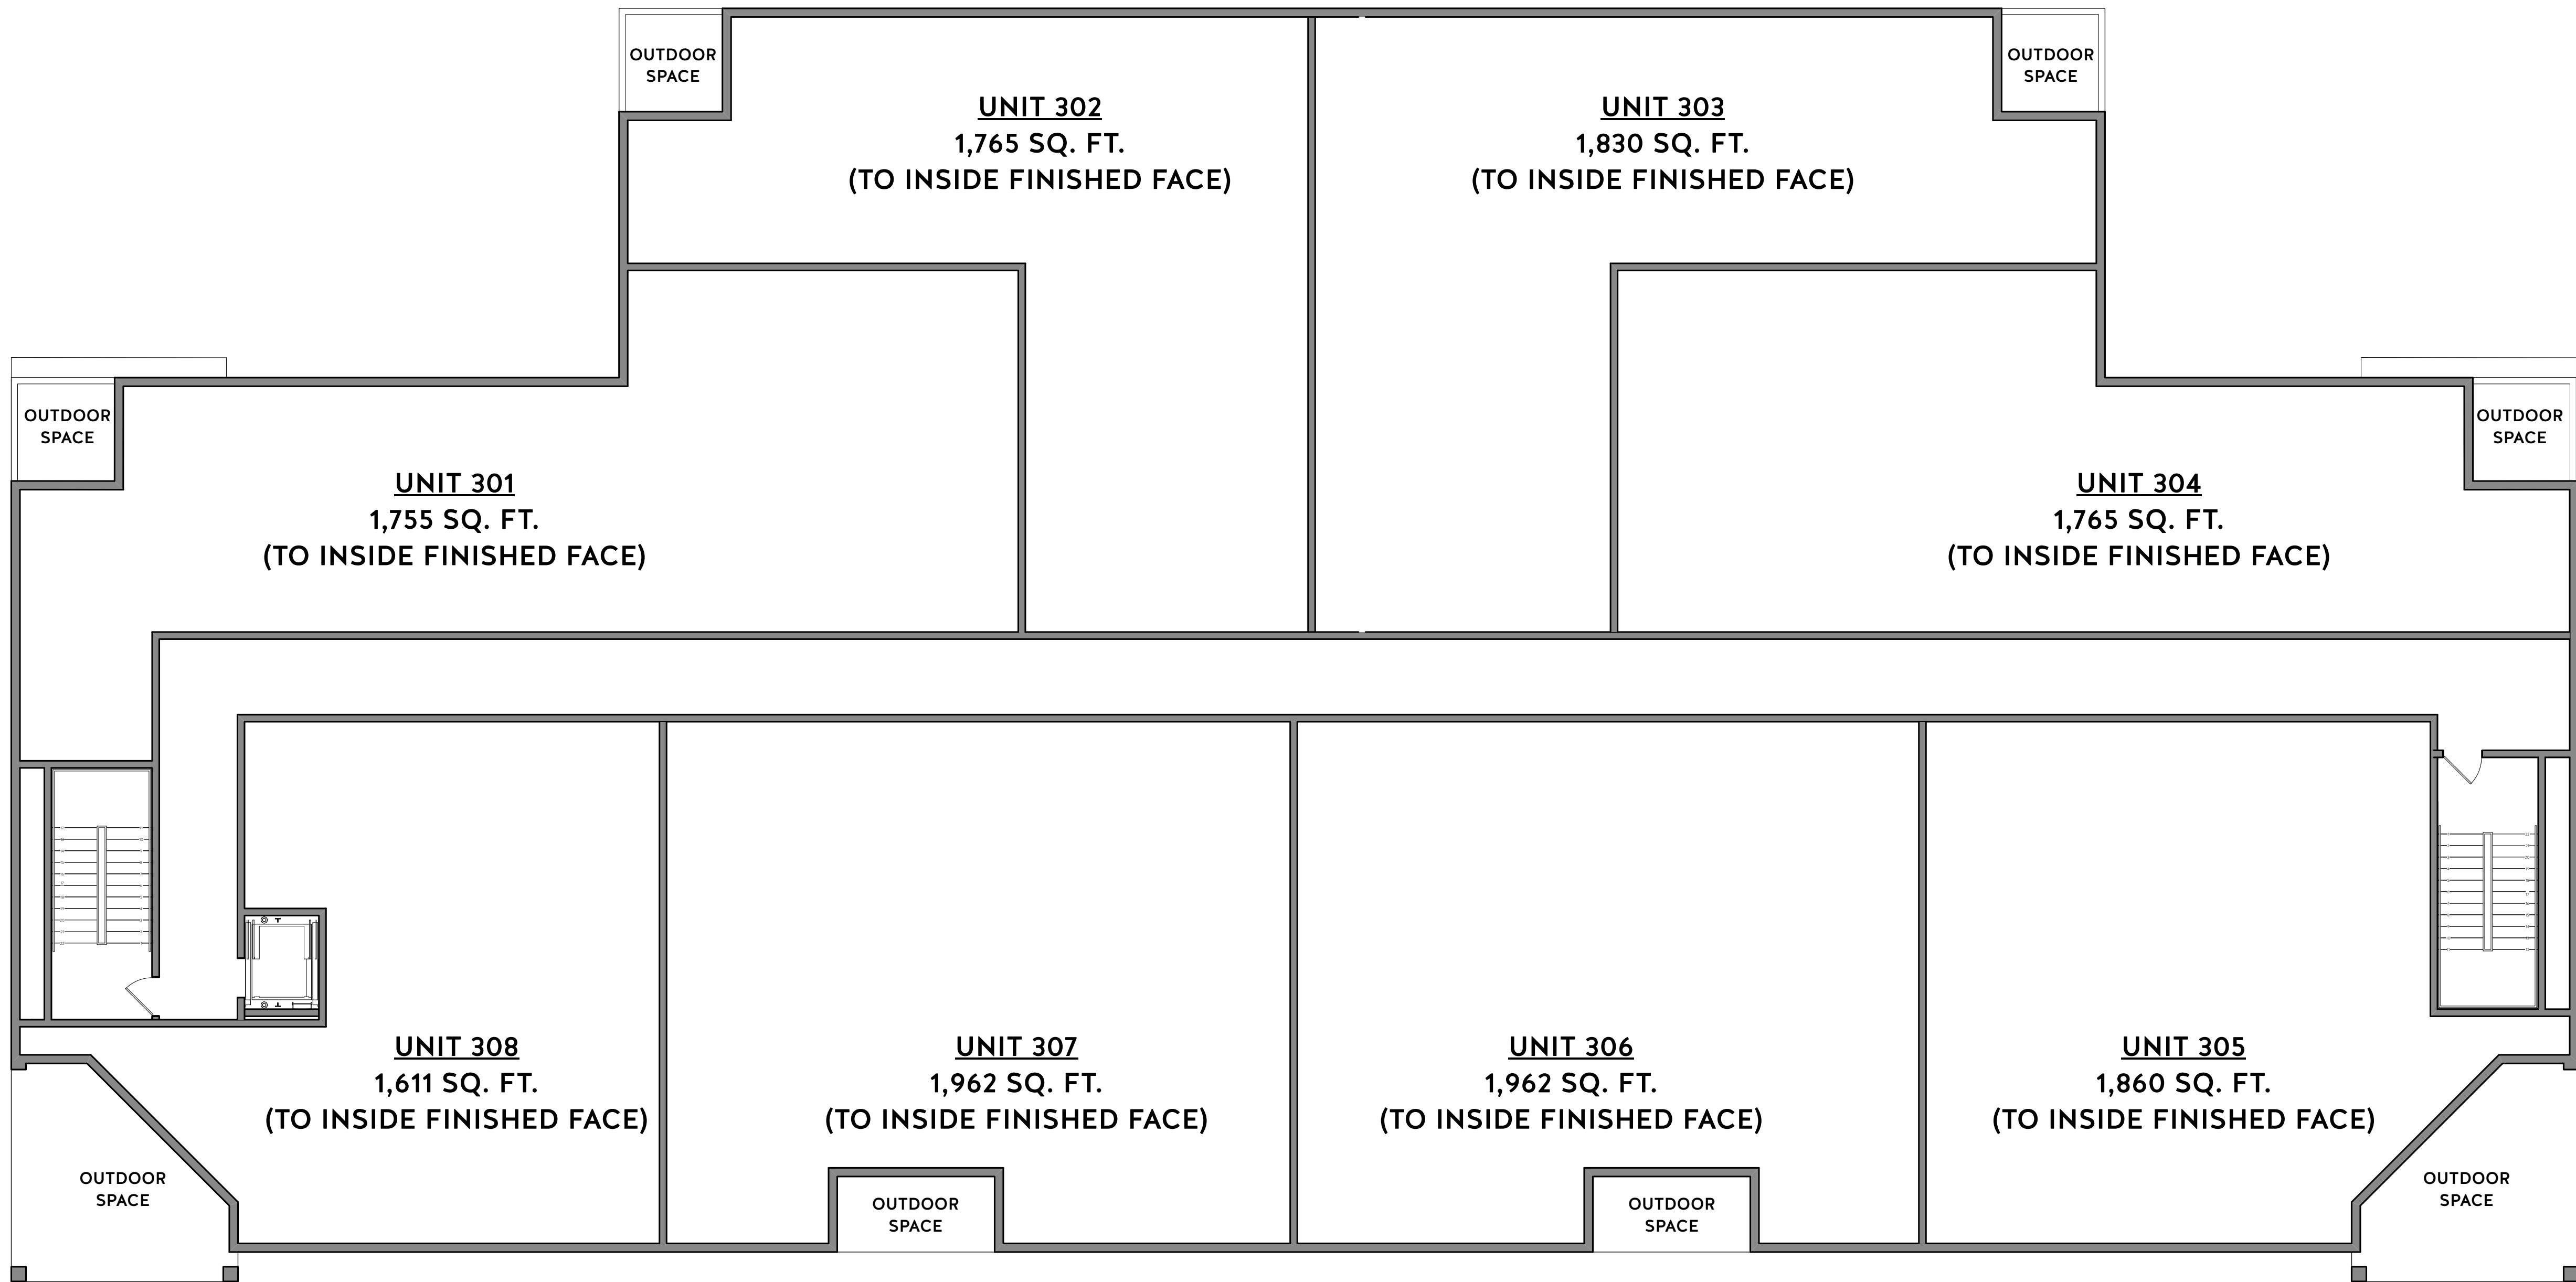 OUTDOOR
SPACE
OUTDOOR
SPACE
UNIT 302
1,765 SQ. FT.
(TO INSIDE FINISHED FACE)
UNIT 303
1,830 SQ. FT.
(TO INSIDE FINISHED FACE)
OUTDOOR
SPACE
OUTDOOR
SPACE
UNIT 301
1,755 SQ. FT.
(TO INSIDE FINISHED FACE)
UNIT 304
1,765 SQ. FT.
(TO INSIDE FINISHED FACE)
UNIT 308
1,611 SQ. FT.
(TO INSIDE FINISHED FACE)
UNIT 307
1,962 SQ. FT.
(TO INSIDE FINISHED FACE)
UNIT 306
1,962 SQ. FT.
(TO INSIDE FINISHED FACE)
UNIT 305
1,860 SQ. FT.
(TO INSIDE FINISHED FACE)
OUTDOOR
SPACE
OUTDOOR
SPACE
OUTDOOR
SPACE
OUTDOOR
SPACE